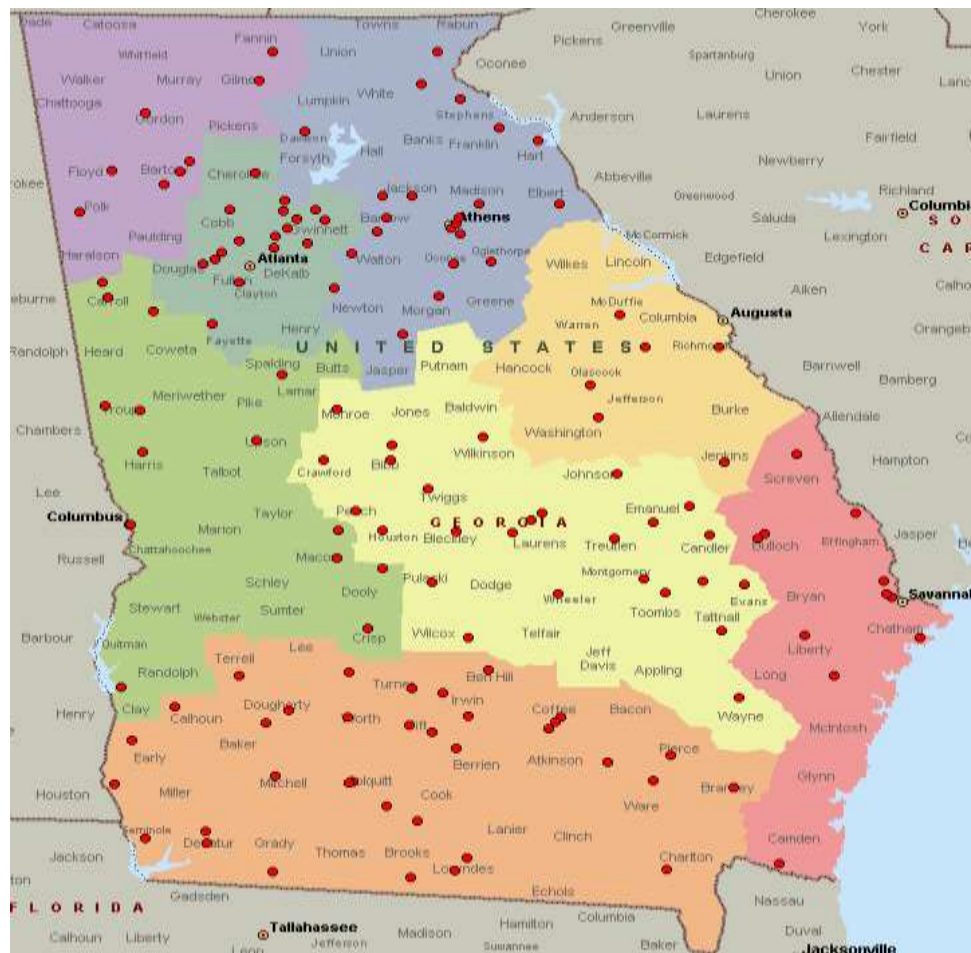 Cherokee
Dade Catoosa Towns Rabun Greenville York
Fannin Pickens
Whitfield Union Oconee Spartanburg
Walker Murray Gilmer Union Chester
Chattooga White
Lumpkin Stephens Anderson Laurens
Gordon Pickens
Dawson Banks Franklin Fairfield
Forsyth Hall Hart
Floyd Bartow Cherokee Newberry
Abbeville
Jackson Madison Elbert Greenwood Richland
Polk Cobb Barrow Athens Saluda Columbia
Gwinnett McCormick Lexington
Paulding
Haralson Walton Oconee Oglethorpe Edgefield
Douglas Atlanta Wilkes Lincoln
Fulton DeKalb
Carroll Clayton Newton Morgan Greene McDuffie Aiken
Henry Warren Columbia Augusta
Fayette
Randolph Heard Coweta UNITED STATES Richmond
Spalding Butts Jasper Putnam Hancock Glascock Barnwell
Lamar Bamberg
Troup Meriwether Pike Monroe Jones Baldwin Jefferson Burke Allendale
Chambers Upson Washington
Harris Talbot Crawford Bibb Wilkinson Jenkins Hampton
Johnson Screven
Lee Twiggs
Columbus Taylor Peach GEORGIA Emanuel
Marion Houston Bleckley Laurens Treutlen Candler Bulloch Effingham Jasper
Russell Chattahoochee Macon
Schley Dooly Pulaski Dodge Montgomery
Stewart Webster Sumter Wheeler Toombs Evans Bryan Savannah
Tattnall
Barbour Quitman Crisp Wilcox Telfair Chatham
Lee Jeff Davis Liberty
Randolph Terrell Turner Ben Hill Appling Long
Henry Clay Calhoun Dougherty Worth Tift Irwin Coffee Bacon Wayne
McIntosh
Early Baker Berrien Atkinson Pierce
Houston Miller Mitchell Colquitt Cook Ware Brantley Glynn
Seminole Lanier Clinch
Jackson Decatur Grady Thomas Brooks Lowndes Charlton Camden
Echols
FLORIDA Gadsden Nassau
Hamilton Columbia
Calhoun Liberty Tallahassee Madison Duval
Leon Jefferson Suwannee Baker Jacksonville